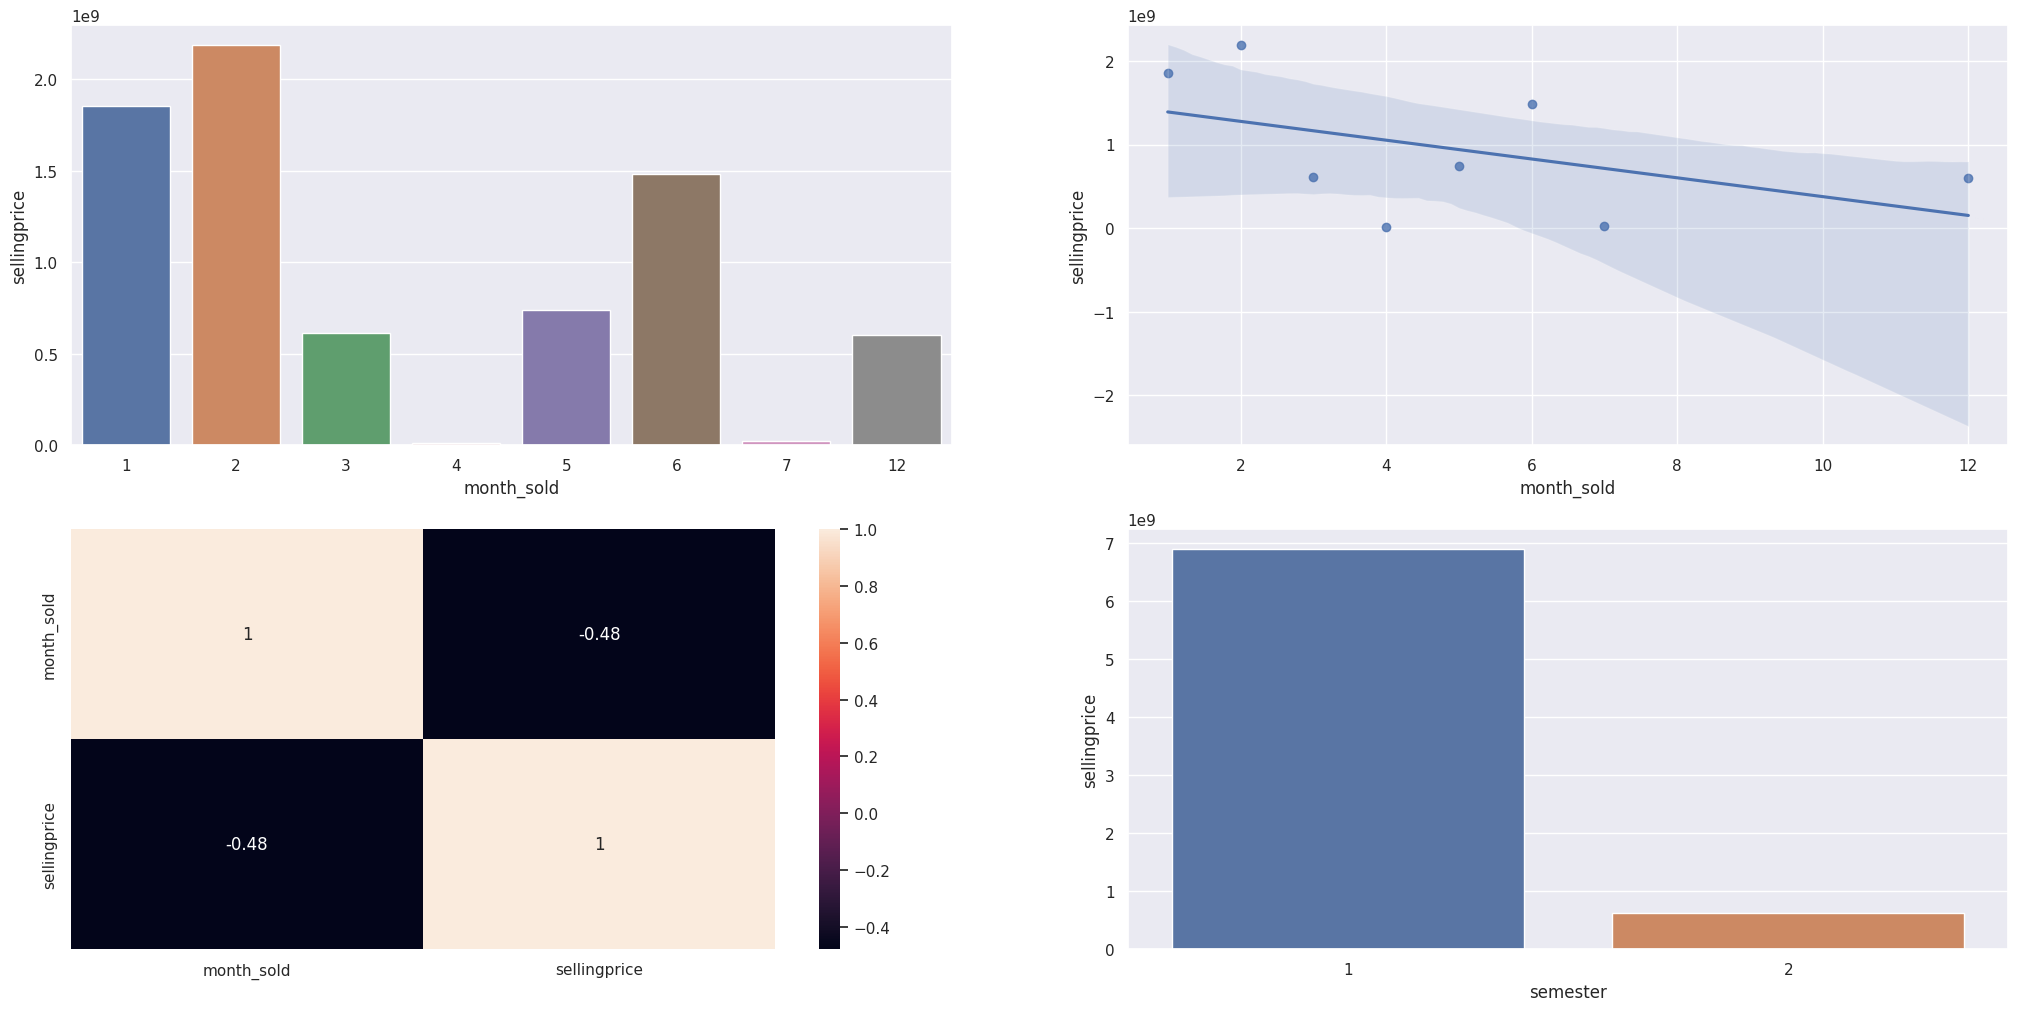 1e9
2.0
1.5
1.0
0.5
0.0
sellingprice
1 2 3 4 5 6 7 12
month_sold
1e9
2
1
0
−1
−2
sellingprice
2 4 6 8 10 12
month_sold
month_sold
sellingprice
1 -0.48
-0.48 1
month_sold sellingprice
1.0
0.8
0.6
0.4
0.2
0.0
−0.2
−0.4
1e9
7
6
5
4
3
2
1
0
sellingprice
1 2
semester